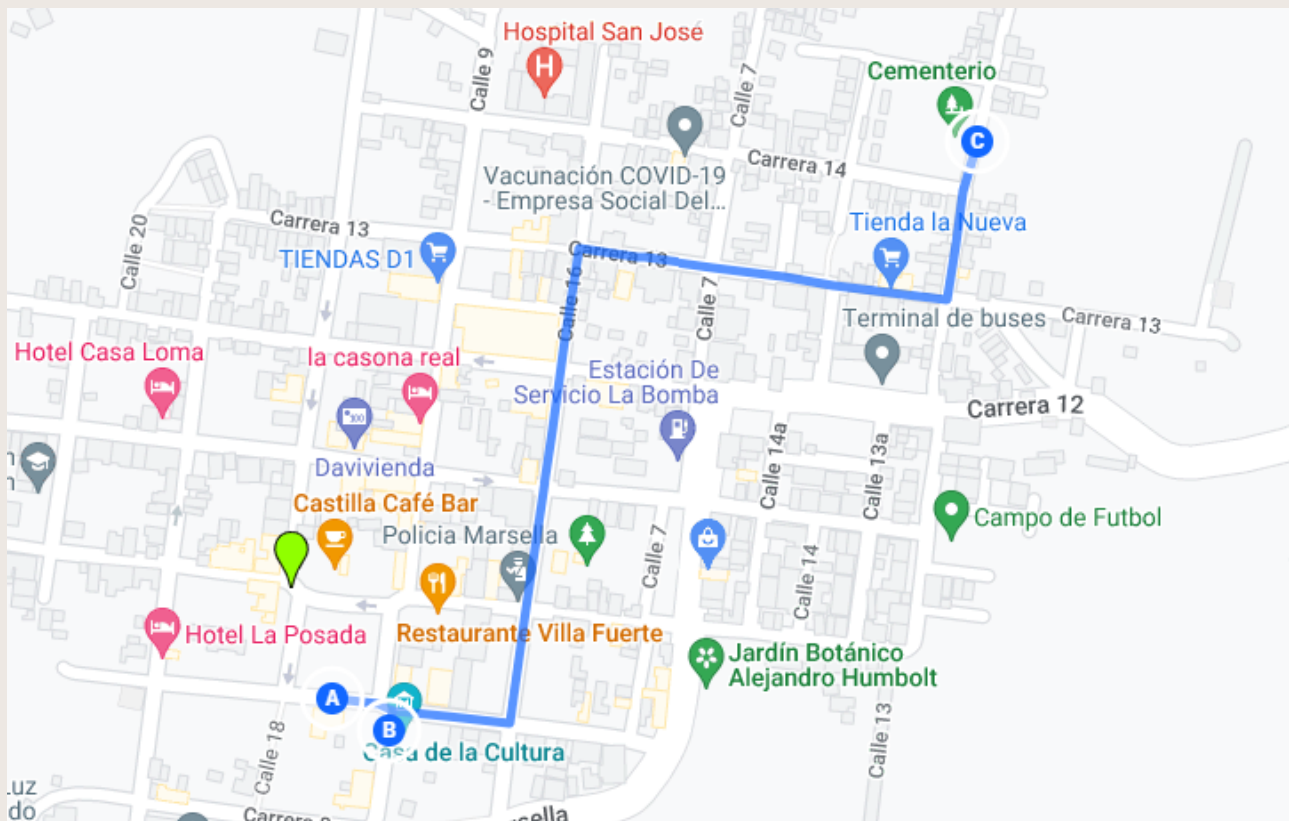 Hospital San José
H
Calle 9
Calle 7
Cementerio
C
Vacunación COVID-19
- Empresa Social Del...
Carrera 14
Calle 20
Carrera 13
TIENDAS D1
Carrera 13
Tienda la Nueva
Calle 16
Calle 7
Terminal de buses
Carrera 13
Hotel Casa Loma
la casona real
Estación De
Servicio La Bomba
Carrera 12
100
Davivienda
Calle 14a
Calle 13a
n
n
Castilla Café Bar
Policia Marsella
Campo de Futbol
Calle 7
Calle 14
Hotel La Posada
Restaurante Villa Fuerte
Jardín Botánico
Alejandro Humbolt
A
B
Casa de la Cultura
Calle 18
Calle 13
Luz
do
Carrera
sella